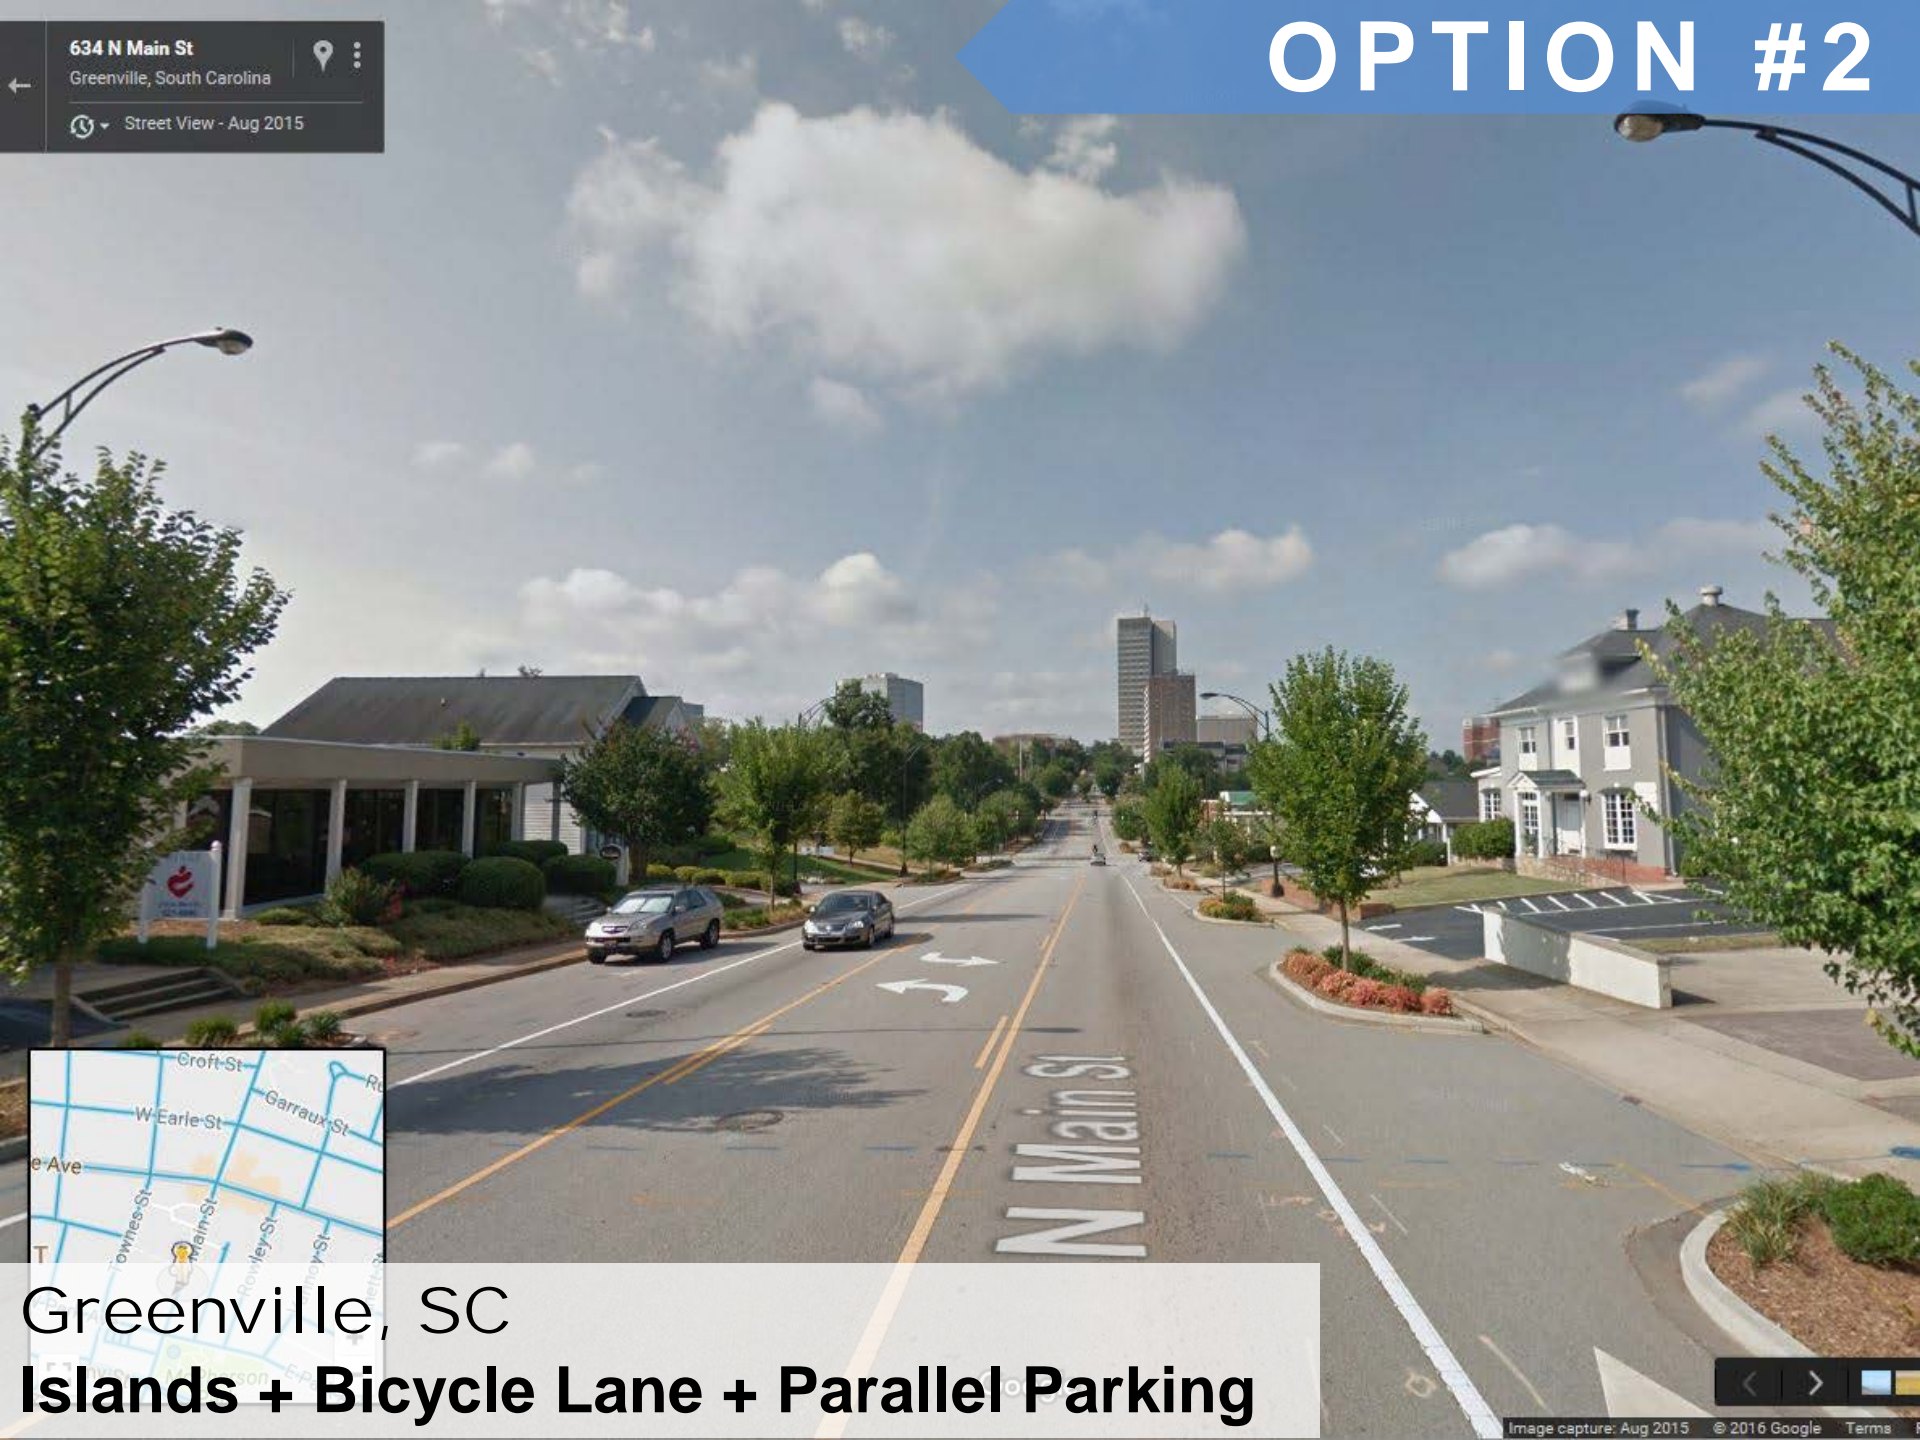 OPTION #2
634 N Main St
Greenville, South Carolina
Street View - Aug 2015
N Main St
Croft St
Garraux St
W Earle St
e Ave
Townes St
Main St
Rowley St
T
McPherson
Greenville, SC
Islands + Bicycle Lane + Parallel Parking
Google
Image capture: Aug 2015 © 2016 Google Terms